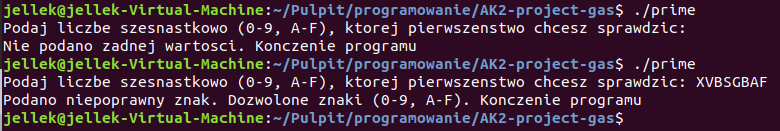 jellek@jellek-Virtual-Machine:~/Pulpit/programowanie/AK2-project-gas$ ./prime
Podaj liczbe szesnastkowo (0-9, A-F), ktorej pierwszenstwo chcesz sprawdzic:
Nie podano zadnej wartosci. Konczenie programu
jellek@jellek-Virtual-Machine:~/Pulpit/programowanie/AK2-project-gas$ ./prime
Podaj liczbe szesnastkowo (0-9, A-F), ktorej pierwszenstwo chcesz sprawdzic: XVBSGBAF
Podano niepoprawny znak. Dozwolone znaki (0-9, A-F). Konczenie programu
jellek@jellek-Virtual-Machine:~/Pulpit/programowanie/AK2-project-gas$